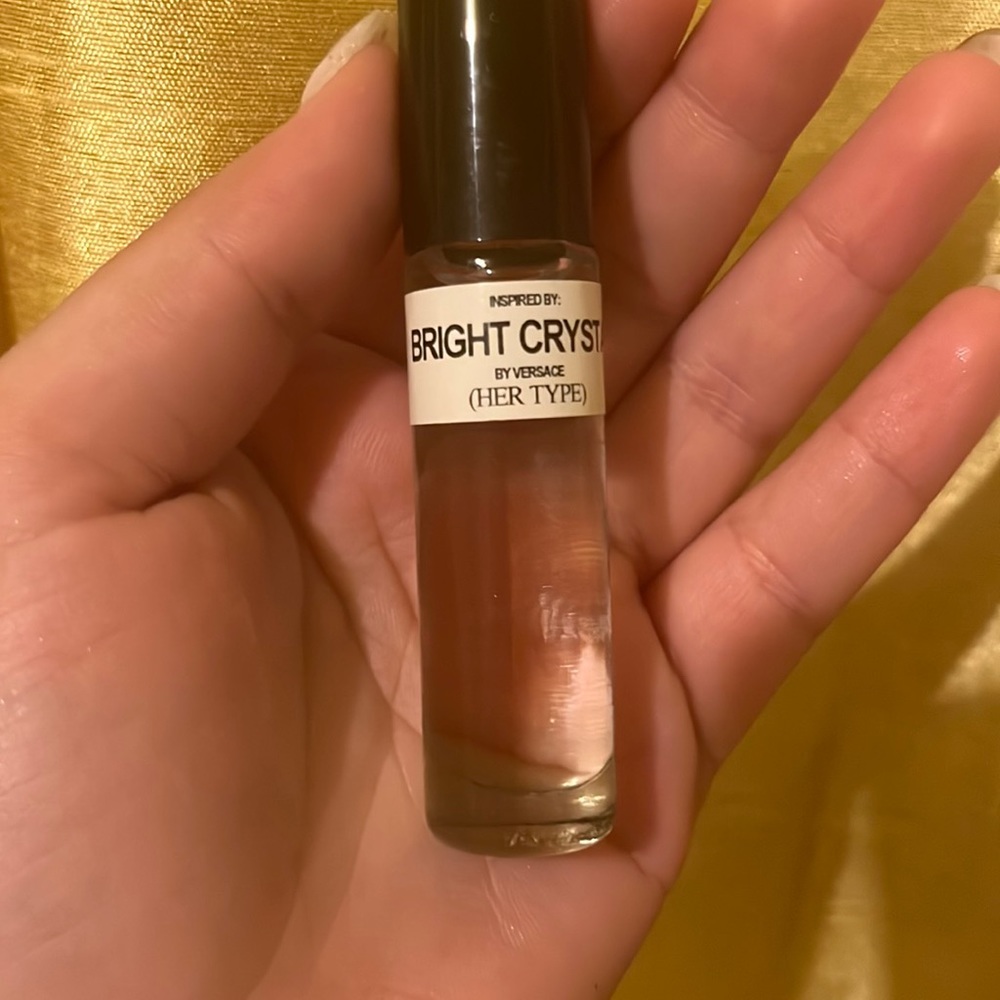 INSPIRED BY:
BRIGHT CRYST
BY VERSACE
(HER TYPE)